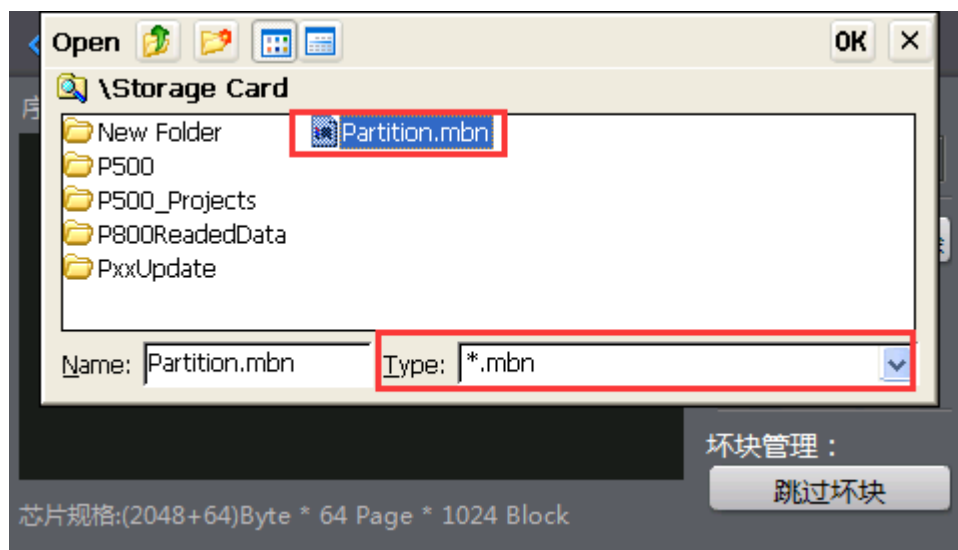 Open OK
\Storage Card
序
New Folder Partition.mbn
P500
P500_Projects
P800ReadedData
PxxUpdate
Name: Partition.mbn Type: *.mbn
坏块管理：
跳过坏块
芯片规格:(2048+64)Byte * 64 Page * 1024 Block